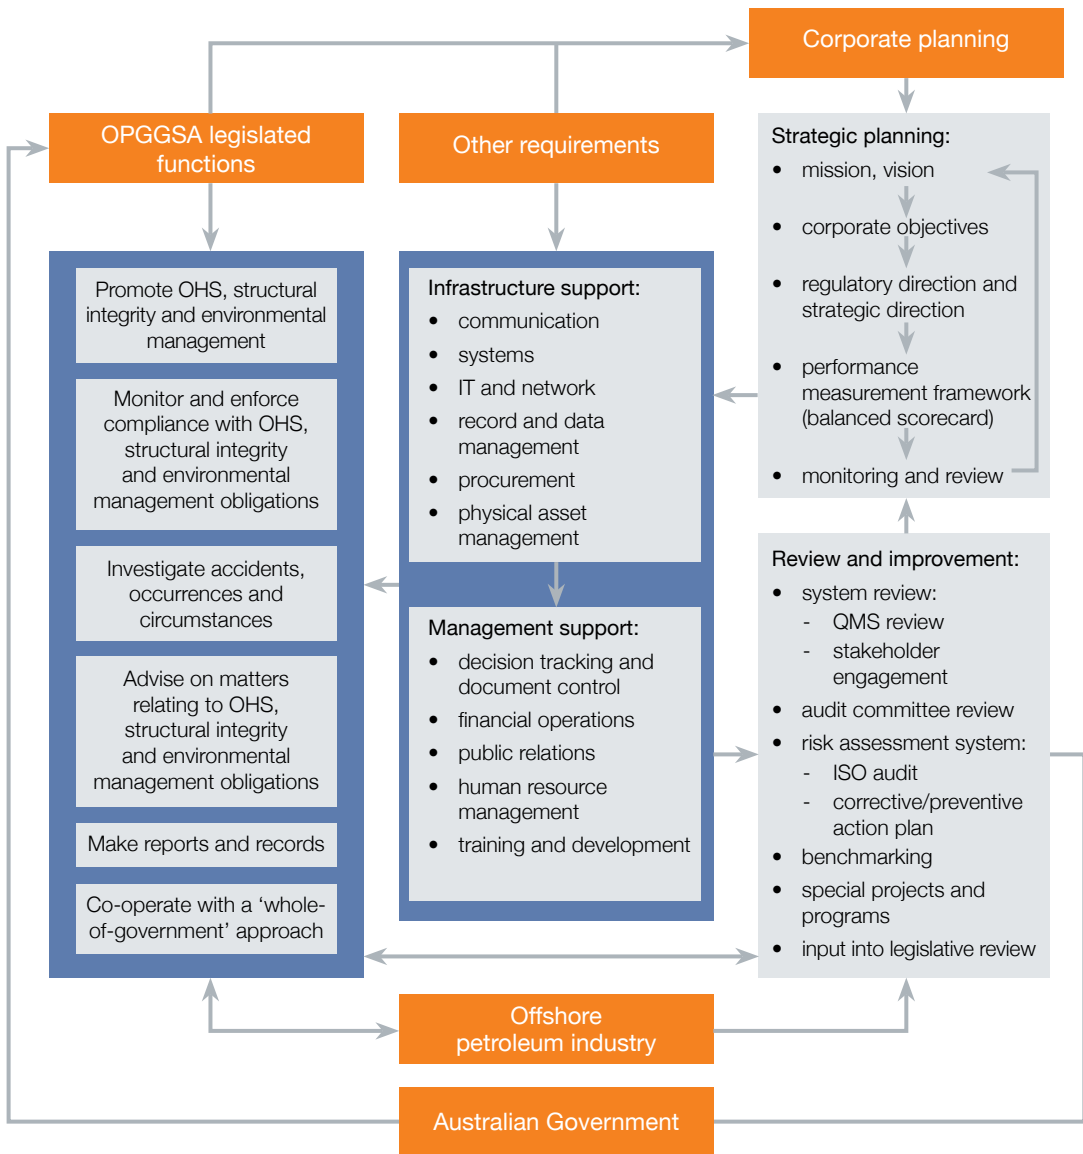 Corporate planning
OPGGSA legislated
functions
Other requirements
Strategic planning:
• mission, vision
• corporate objectives
• regulatory direction and
strategic direction
• performance
measurement framework
(balanced scorecard)
• monitoring and review
Promote OHS, structural
integrity and environmental
management
Monitor and enforce
compliance with OHS,
structural integrity
and environmental
management obligations
Investigate accidents,
occurrences and
circumstances
Advise on matters
relating to OHS,
structural integrity
and environmental
management obligations
Make reports and records
Co-operate with a ‘whole-
of-government’ approach
Infrastructure support:
• communication
• systems
• IT and network
• record and data
management
• procurement
• physical asset
management
Management support:
• decision tracking and
document control
• financial operations
• public relations
• human resource
management
• training and development
Review and improvement:
• system review:
- QMS review
- stakeholder
engagement
• audit committee review
• risk assessment system:
- ISO audit
- corrective/preventive
action plan
• benchmarking
• special projects and
programs
• input into legislative review
Offshore
petroleum industry
Australian Government